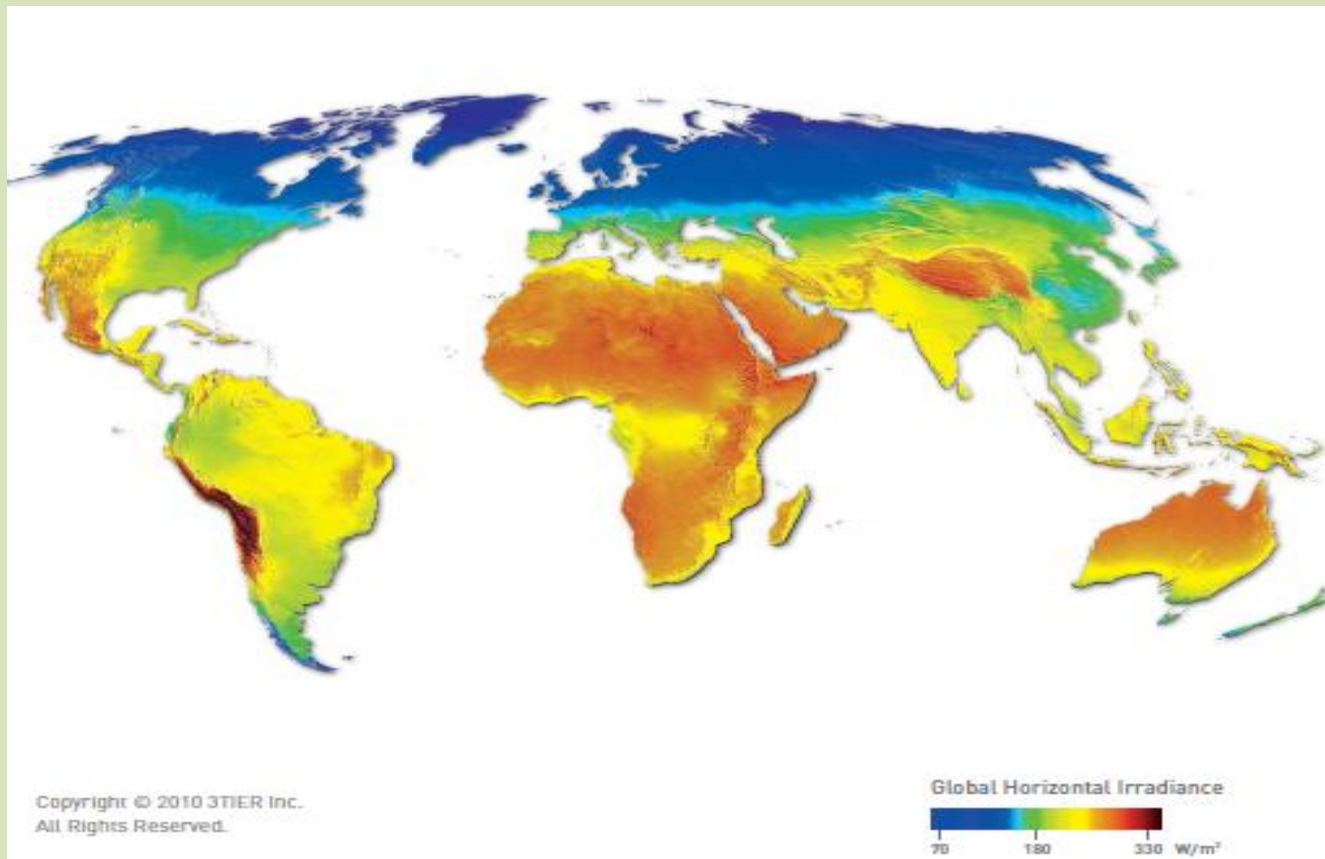 Copyright © 2010 3TIER Inc.
All Rights Reserved.
Global Horizontal Irradiance
70 180 330 W/m²